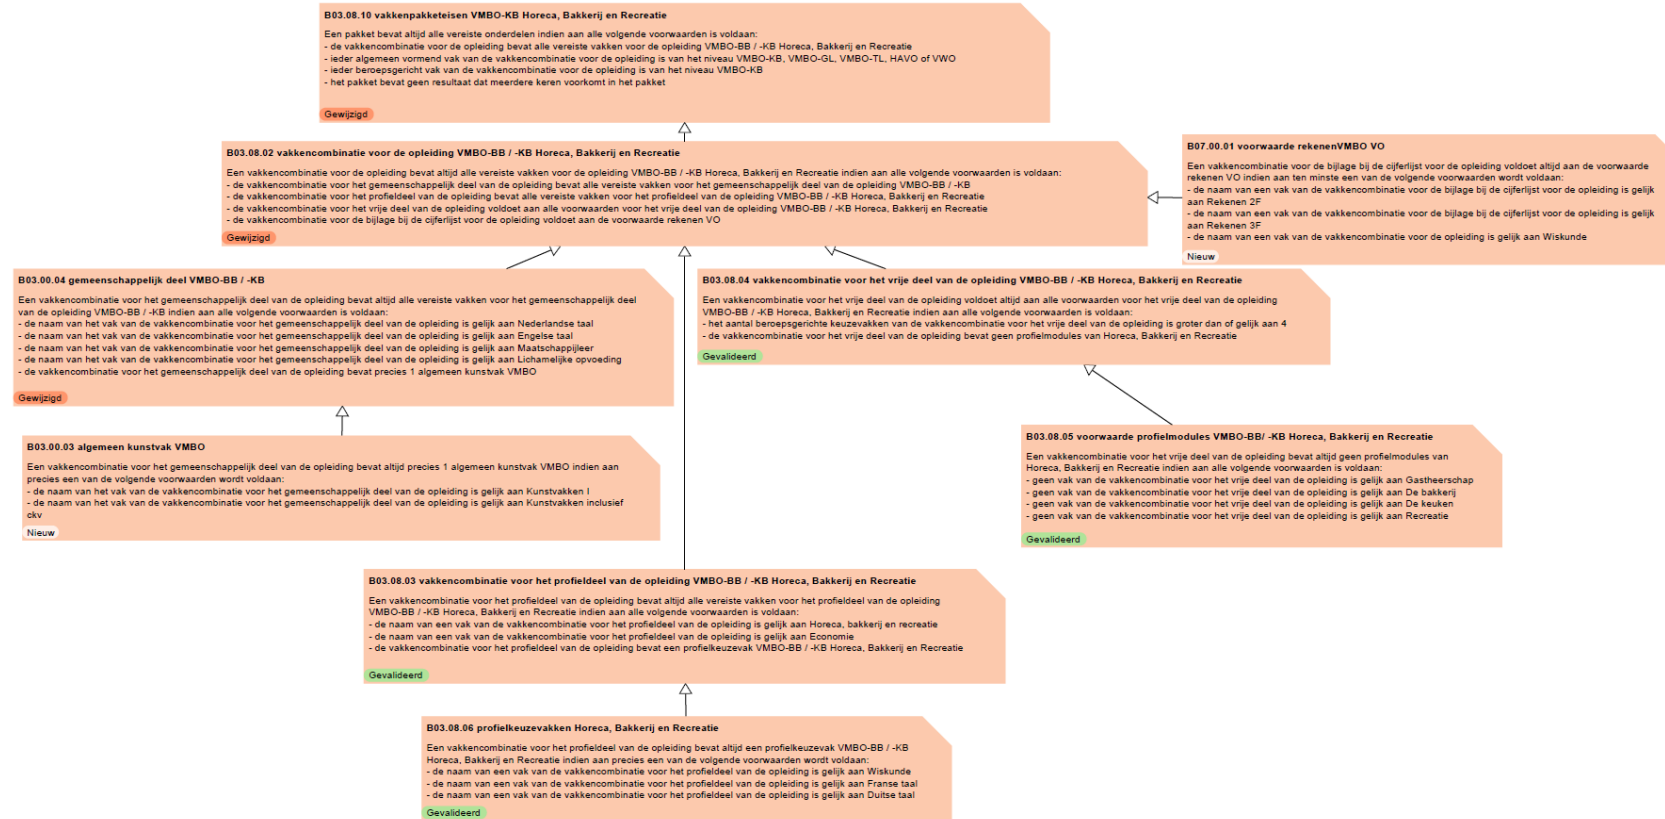 B03.08.10 vakkenpakketeisen VMBO-KB Horeca, Bakkerij en Recreatie
Een pakket bevat altijd alle vereiste onderdelen indien aan alle volgende voorwaarden is voldaan:
- de vakkencombinatie voor de opleiding bevat alle vereiste vakken voor de opleiding VMBO-BB / -KB Horeca, Bakkerij en Recreatie
- ieder algemeen vormend vak van de vakkencombinatie voor de opleiding is van het niveau VMBO-KB, VMBO-GL, VMBO-TL, HAVO of VWO
- ieder beroepsgericht vak van de vakkencombinatie voor de opleiding is van het niveau VMBO-KB
- het pakket bevat geen resultaat dat meerdere keren voorkomt in het pakket
Gewijzigd
B03.08.02 vakkencombinatie voor de opleiding VMBO-BB / -KB Horeca, Bakkerij en Recreatie
Een vakkencombinatie voor de opleiding bevat altijd alle vereiste vakken voor de opleiding VMBO-BB / -KB Horeca, Bakkerij en Recreatie indien aan alle volgende voorwaarden is voldaan:
- de vakkencombinatie voor het gemeenschappelijk deel van de opleiding bevat alle vereiste vakken voor het gemeenschappelijk deel van de opleiding VMBO-BB / -KB
- de vakkencombinatie voor het profieldeel van de opleiding bevat alle vereiste vakken voor het profieldeel van de opleiding VMBO-BB / -KB Horeca, Bakkerij en Recreatie
- de vakkencombinatie voor het vrije deel van de opleiding voldoet aan alle voorwaarden voor het vrije deel van de opleiding VMBO-BB / -KB Horeca, Bakkerij en Recreatie
- de vakkencombinatie voor de bijlage bij de cijferlijst voor de opleiding voldoet aan de voorwaarde rekenen VO
Gewijzigd
B07.00.01 voorwaarde rekenenVMBO VO
Een vakkencombinatie voor de bijlage bij de cijferlijst voor de opleiding voldoet altijd aan de voorwaarde
rekenen VO indien aan ten minste een van de volgende voorwaarden wordt voldaan:
- de naam van een vak van de vakkencombinatie voor de bijlage bij de cijferlijst voor de opleiding is gelijk
aan Rekenen 2F
- de naam van een vak van de vakkencombinatie voor de bijlage bij de cijferlijst voor de opleiding is gelijk
aan Rekenen 3F
- de naam van een vak van de vakkencombinatie voor de opleiding is gelijk aan Wiskunde
Nieuw
B03.00.04 gemeenschappelijk deel VMBO-BB / -KB
Een vakkencombinatie voor het gemeenschappelijk deel van de opleiding bevat altijd alle vereiste vakken voor het gemeenschappelijk deel
van de opleiding VMBO-BB / -KB indien aan alle volgende voorwaarden is voldaan:
- de naam van het vak van de vakkencombinatie voor het gemeenschappelijk deel van de opleiding is gelijk aan Nederlandse taal
- de naam van het vak van de vakkencombinatie voor het gemeenschappelijk deel van de opleiding is gelijk aan Engelse taal
- de naam van het vak van de vakkencombinatie voor het gemeenschappelijk deel van de opleiding is gelijk aan Maatschappijleer
- de naam van het vak van de vakkencombinatie voor het gemeenschappelijk deel van de opleiding is gelijk aan Lichamelijke opvoeding
- de vakkencombinatie voor het gemeenschappelijk deel van de opleiding bevat precies 1 algemeen kunstvak VMBO
Gewijzigd
B03.08.04 vakkencombinatie voor het vrije deel van de opleiding VMBO-BB / -KB Horeca, Bakkerij en Recreatie
Een vakkencombinatie voor het vrije deel van de opleiding voldoet altijd aan alle voorwaarden voor het vrije deel van de opleiding
VMBO-BB / -KB Horeca, Bakkerij en Recreatie indien aan alle volgende voorwaarden is voldaan:
- het aantal beroepsgerichte keuzevakken van de vakkencombinatie voor het vrije deel van de opleiding is groter dan of gelijk aan 4
- de vakkencombinatie voor het vrije deel van de opleiding bevat geen profielmodules van Horeca, Bakkerij en Recreatie
Gevalideerd
B03.00.03 algemeen kunstvak VMBO
Een vakkencombinatie voor het gemeenschappelijk deel van de opleiding bevat altijd precies 1 algemeen kunstvak VMBO indien aan
precies een van de volgende voorwaarden wordt voldaan:
- de naam van het vak van de vakkencombinatie voor het gemeenschappelijk deel van de opleiding is gelijk aan Kunstvakken I
- de naam van het vak van de vakkencombinatie voor het gemeenschappelijk deel van de opleiding is gelijk aan Kunstvakken inclusief
ckv
Nieuw
B03.08.05 voorwaarde profielmodules VMBO-BB/ -KB Horeca, Bakkerij en Recreatie
Een vakkencombinatie voor het vrije deel van de opleiding bevat altijd geen profielmodules van
Horeca, Bakkerij en Recreatie indien aan alle volgende voorwaarden is voldaan:
- geen vak van de vakkencombinatie voor het vrije deel van de opleiding is gelijk aan Gastheerschap
- geen vak van de vakkencombinatie voor het vrije deel van de opleiding is gelijk aan De bakkerij
- geen vak van de vakkencombinatie voor het vrije deel van de opleiding is gelijk aan De keuken
- geen vak van de vakkencombinatie voor het vrije deel van de opleiding is gelijk aan Recreatie
Gevalideerd
B03.08.03 vakkencombinatie voor het profieldeel van de opleiding VMBO-BB / -KB Horeca, Bakkerij en Recreatie
Een vakkencombinatie voor het profieldeel van de opleiding bevat altijd alle vereiste vakken voor het profieldeel van de opleiding
VMBO-BB / -KB Horeca, Bakkerij en Recreatie indien aan alle volgende voorwaarden is voldaan:
- de naam van een vak van de vakkencombinatie voor het profieldeel van de opleiding is gelijk aan Horeca, bakkerij en recreatie
- de naam van een vak van de vakkencombinatie voor het profieldeel van de opleiding is gelijk aan Economie
- de vakkencombinatie voor het profieldeel van de opleiding bevat een profielkeuzevak VMBO-BB / -KB Horeca, Bakkerij en Recreatie
Gevalideerd
B03.08.06 profielkeuzevakken Horeca, Bakkerij en Recreatie
Een vakkencombinatie voor het profieldeel van de opleiding bevat altijd een profielkeuzevak VMBO-BB / -KB
Horeca, Bakkerij en Recreatie indien aan precies een van de volgende voorwaarden wordt voldaan:
- de naam van een vak van de vakkencombinatie voor het profieldeel van de opleiding is gelijk aan Wiskunde
- de naam van een vak van de vakkencombinatie voor het profieldeel van de opleiding is gelijk aan Franse taal
- de naam van een vak van de vakkencombinatie voor het profieldeel van de opleiding is gelijk aan Duitse taal
Gevalideerd